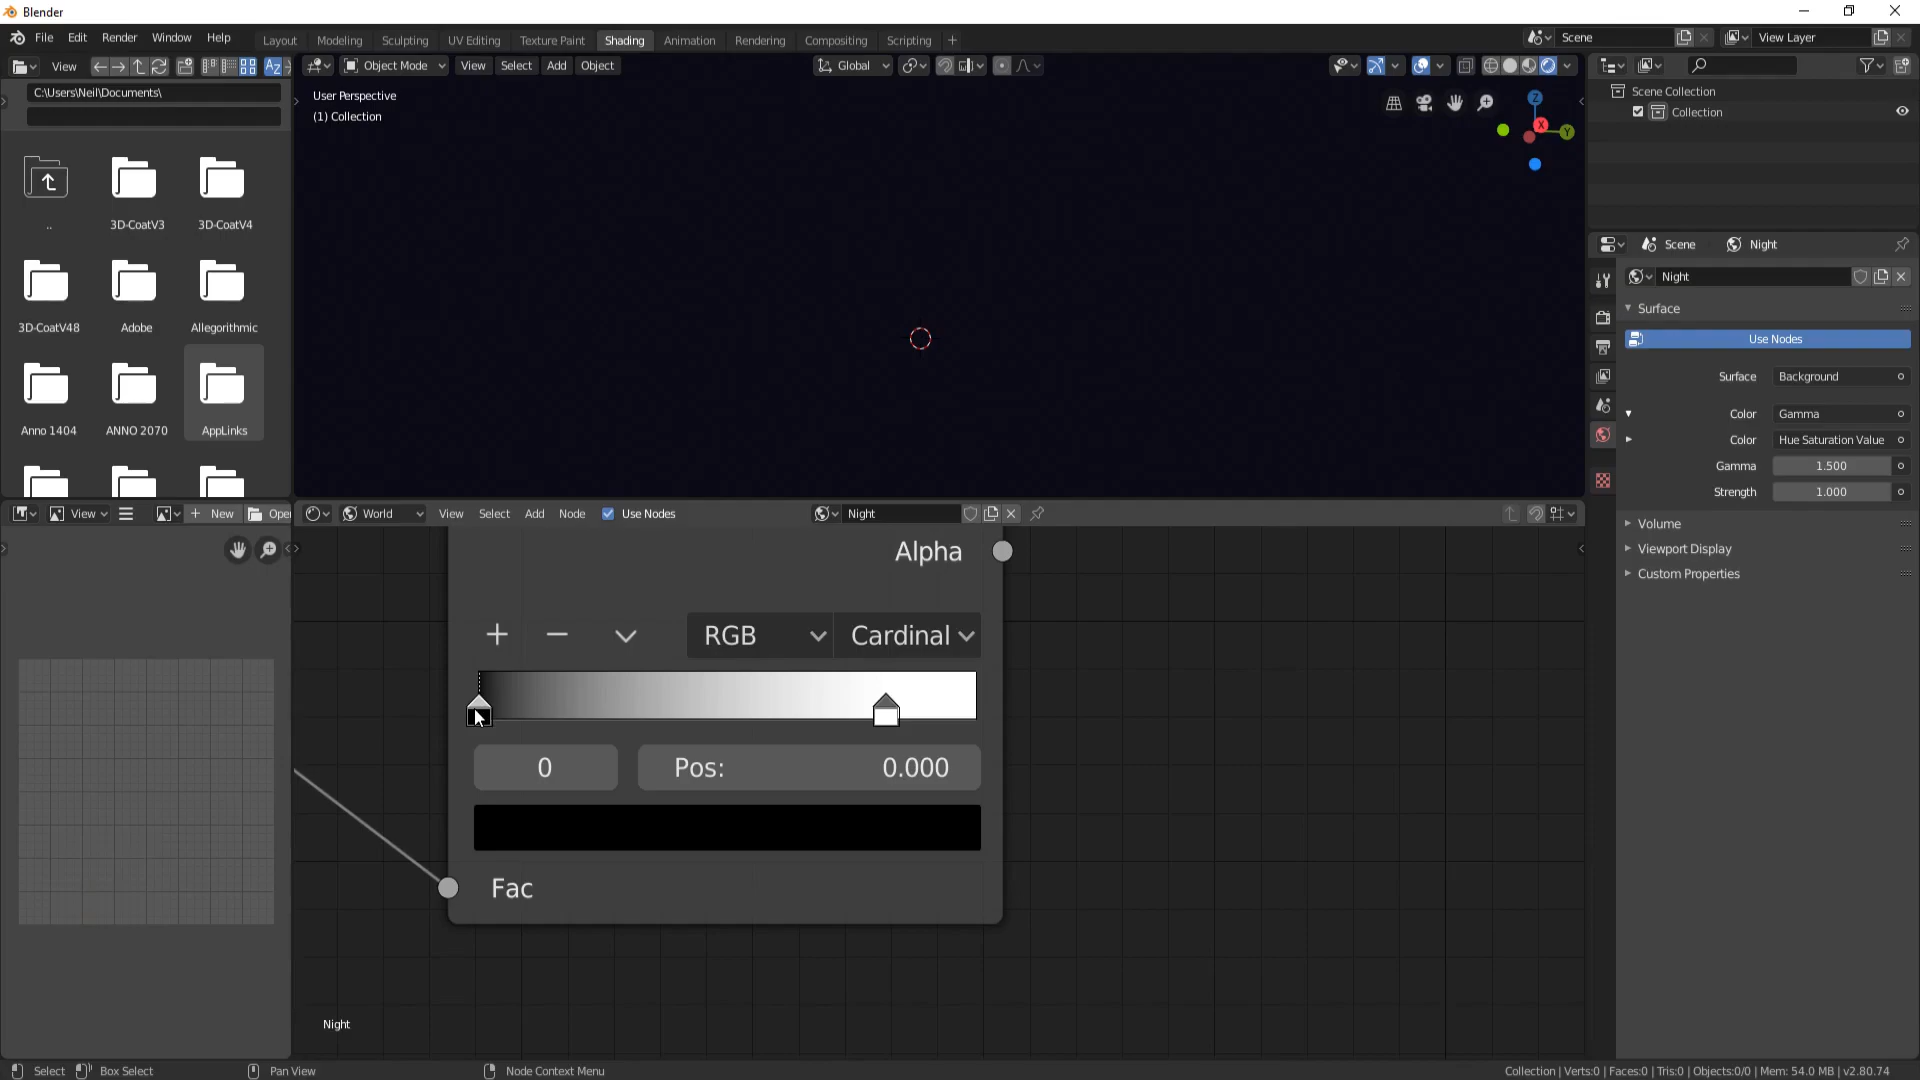 Blender
File Edit Render Window Help
Layout Modeling Sculpting UV Editing Texture Paint Shading Animation Rendering Compositing Scripting +
Scene
View Layer
View
Object Mode View Select Add Object
Global
C:\Users\Neil\Documents\
User Perspective
(1) Collection
Z
X
Y
Scene Collection
Collection
..
3D-CoatV3
3D-CoatV4
3D-CoatV48
Adobe
Allegorithmic
Anno 1404
ANNO 2070
AppLinks
Scene Night
Night
Surface
Use Nodes
Surface Background
Color Gamma
Color Hue Saturation Value
Gamma 1.500
Strength 1.000
Volume
Viewport Display
Custom Properties
View New Open
World View Select Add Node Use Nodes
Night
Alpha
RGB Cardinal
0 Pos: 0.000
Fac
Night
Select Box Select Pan View Node Context Menu
Collection | Verts:0 | Faces:0 | Tris:0 | Objects:0/0 | Mem: 54.0 MB | v2.80.74